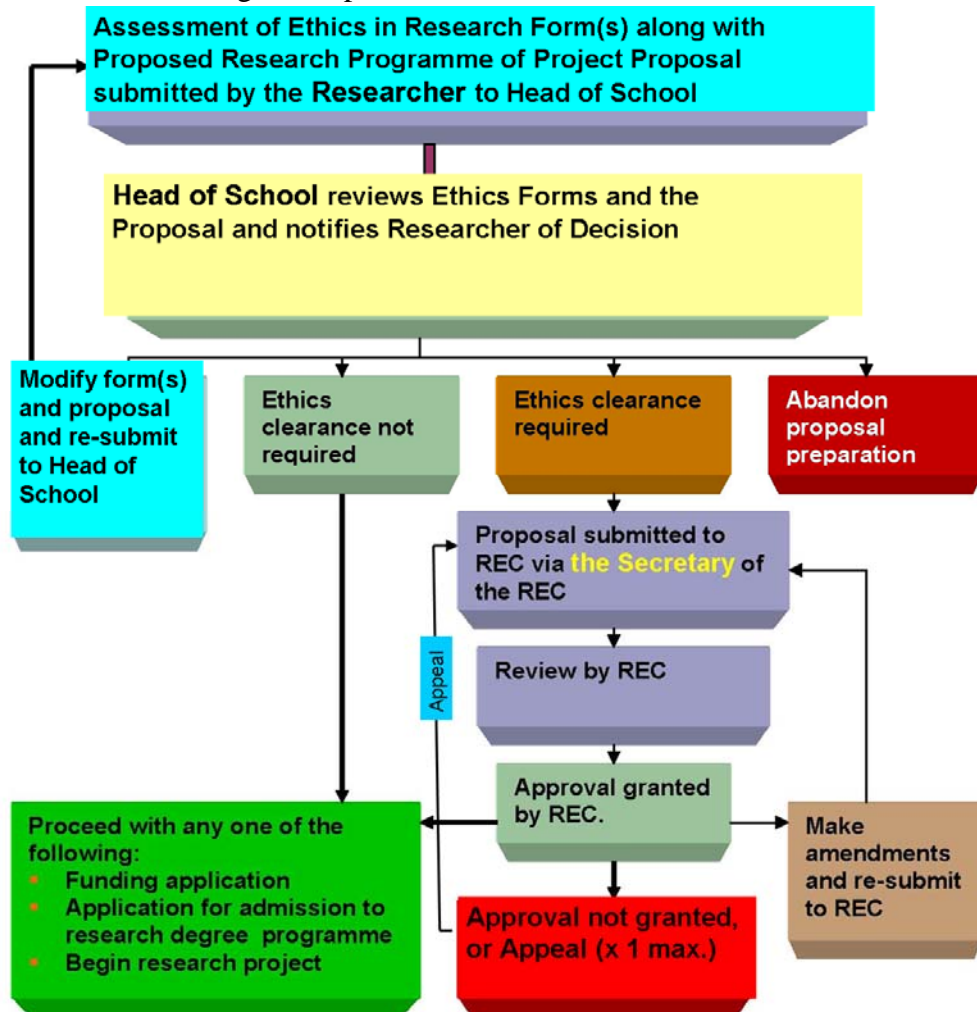 Assessment of Ethics in Research Form(s) along with
Proposed Research Programme of Project Proposal
submitted by the Researcher to Head of School
Head of School reviews Ethics Forms and the
Proposal and notifies Researcher of Decision
Modify form(s)
and proposal
and re-submit
to Head of
School
Ethics
clearance not
required
Ethics clearance
required
Abandon
proposal
preparation
Proposal submitted to
REC via the Secretary of
the REC
Appeal
Review by REC
Approval granted
by REC.
Proceed with any one of the
following:
▪ Funding application
▪ Application for admission to
research degree programme
▪ Begin research project
Approval not granted,
or Appeal (x 1 max.)
Make
amendments
and re-submit
to REC